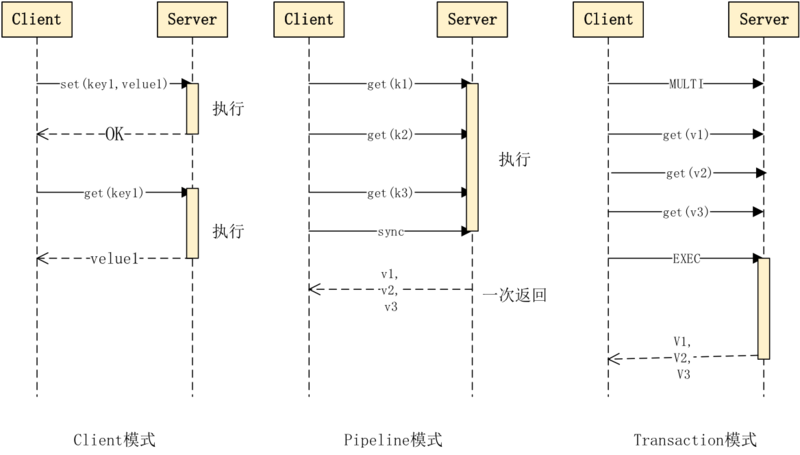 Client
Server
set(key1,velue1)
执行
OK
get(key1)
执行
velue1
Client模式
Client
Server
get(k1)
get(k2)
执行
get(k3)
sync
v1,
v2,
v3
一次返回
Pipeline模式
Client
Server
MULTI
get(v1)
get(v2)
get(v3)
EXEC
V1,
V2,
V3
Transaction模式